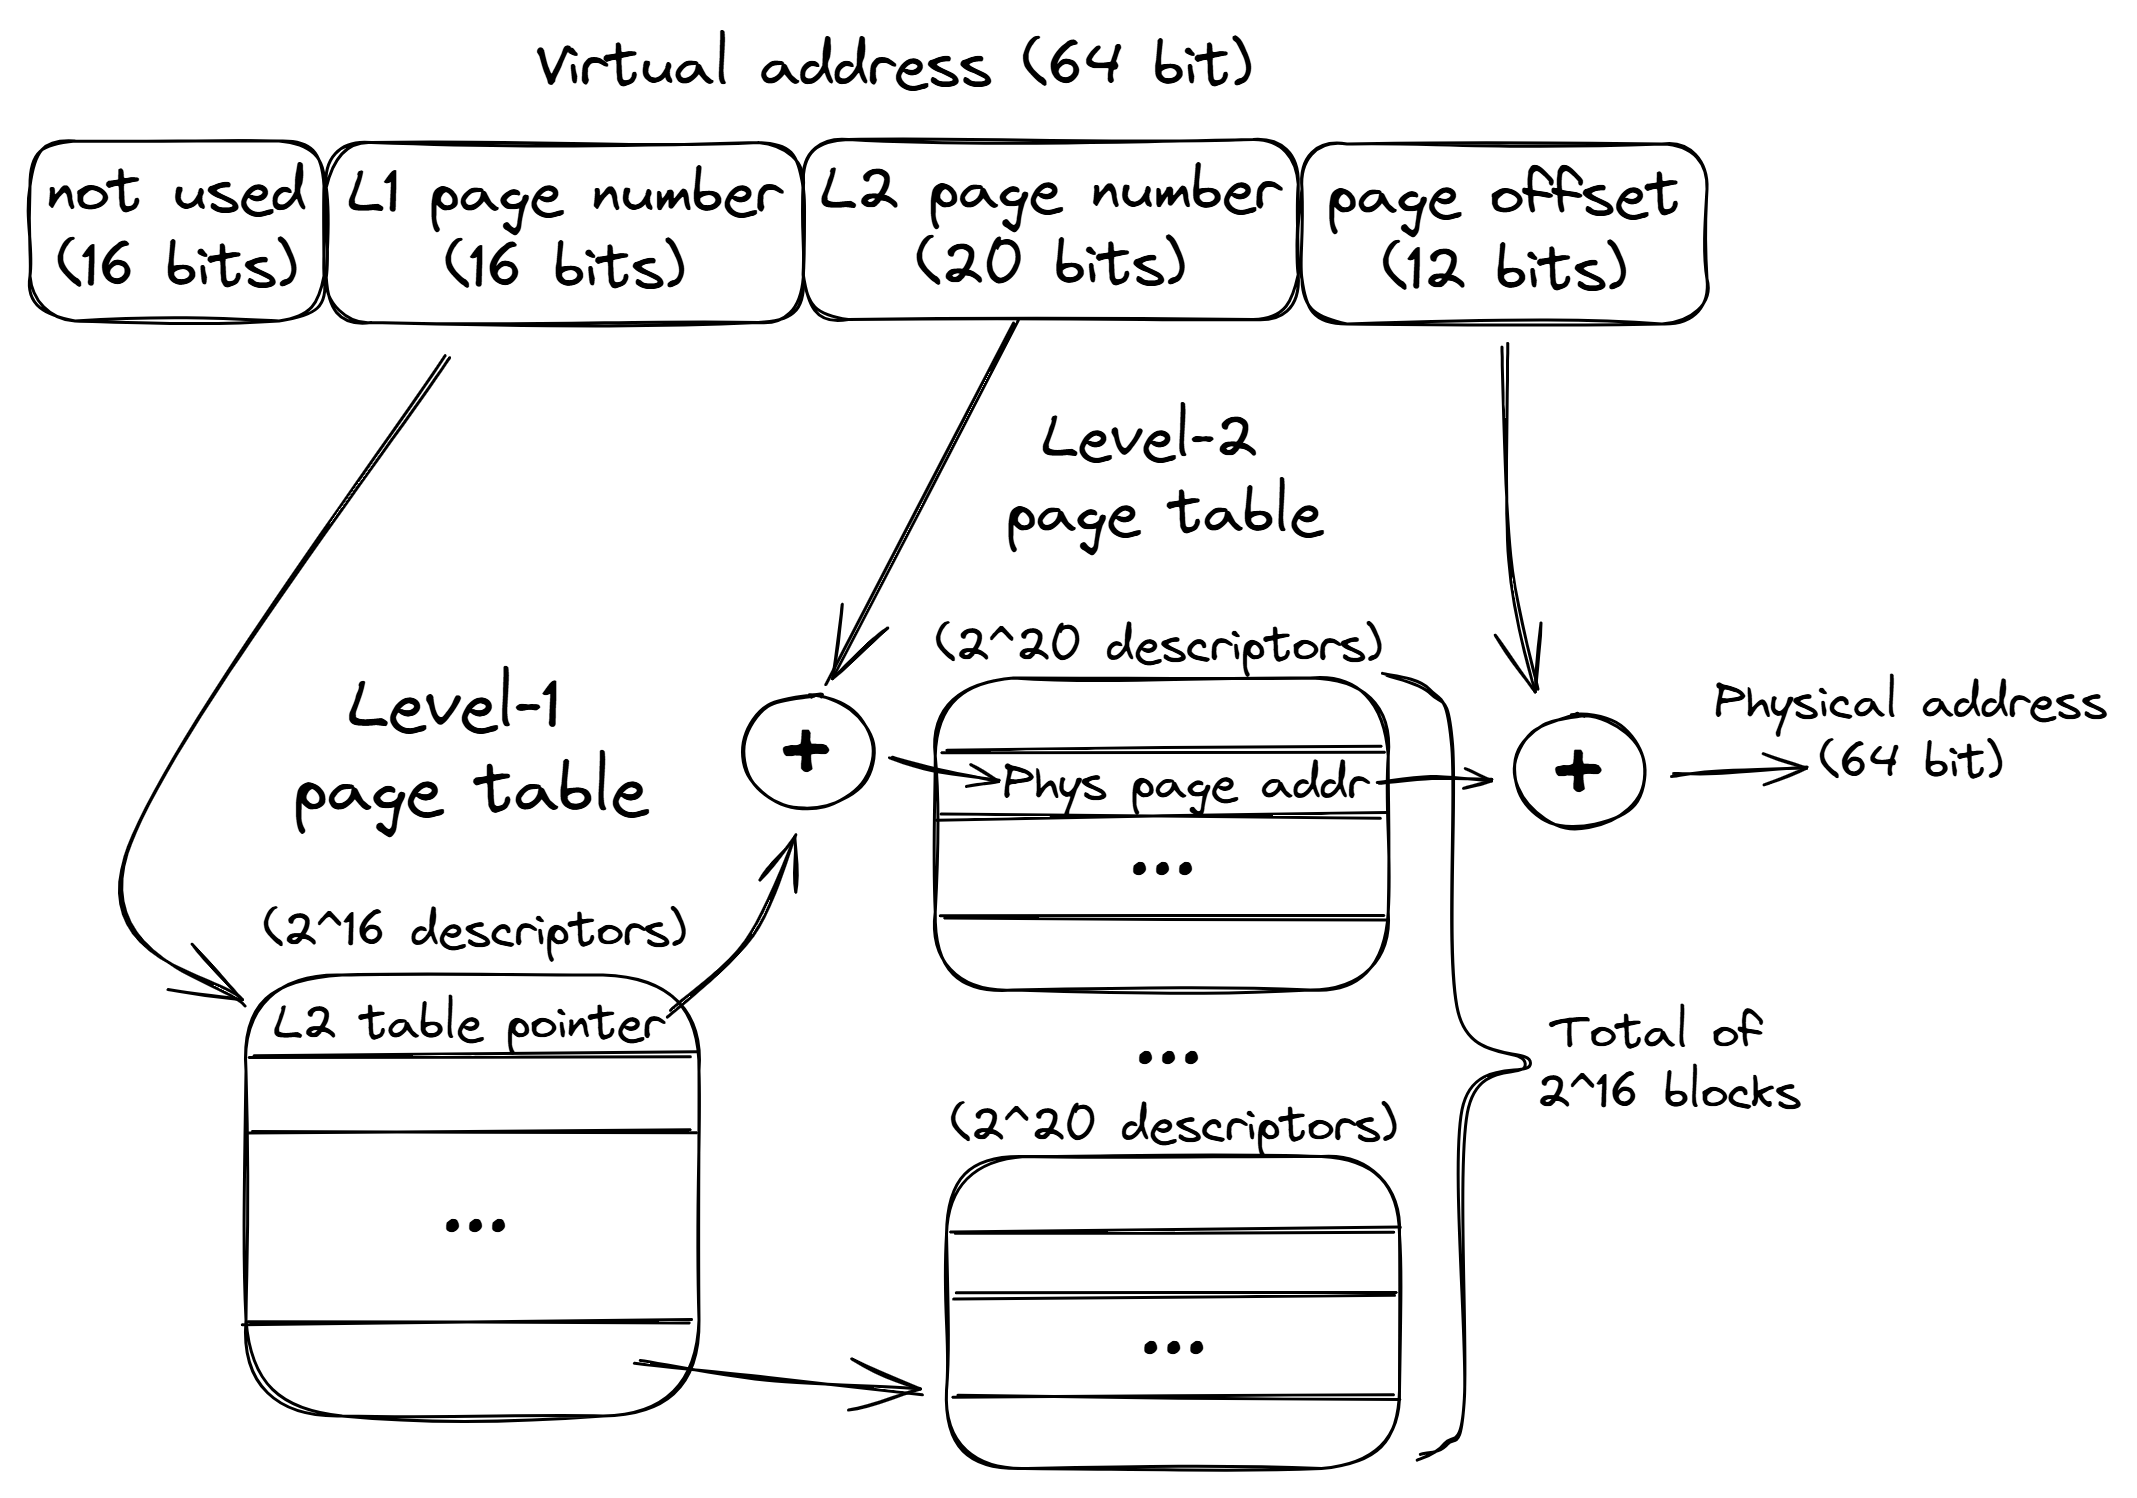 Virtual address (64 bit)
not used
(16 bits)
L1 page number
(16 bits)
L2 page number
(20 bits)
page offset
(12 bits)
Level-2
page table
(2^20 descriptors)
Level-1
page table
+
Phys page addr
+
Physical address
(64 bit)
...
(2^16 descriptors)
L2 table pointer
...
Total of
2^16 blocks
(2^20 descriptors)
...
...